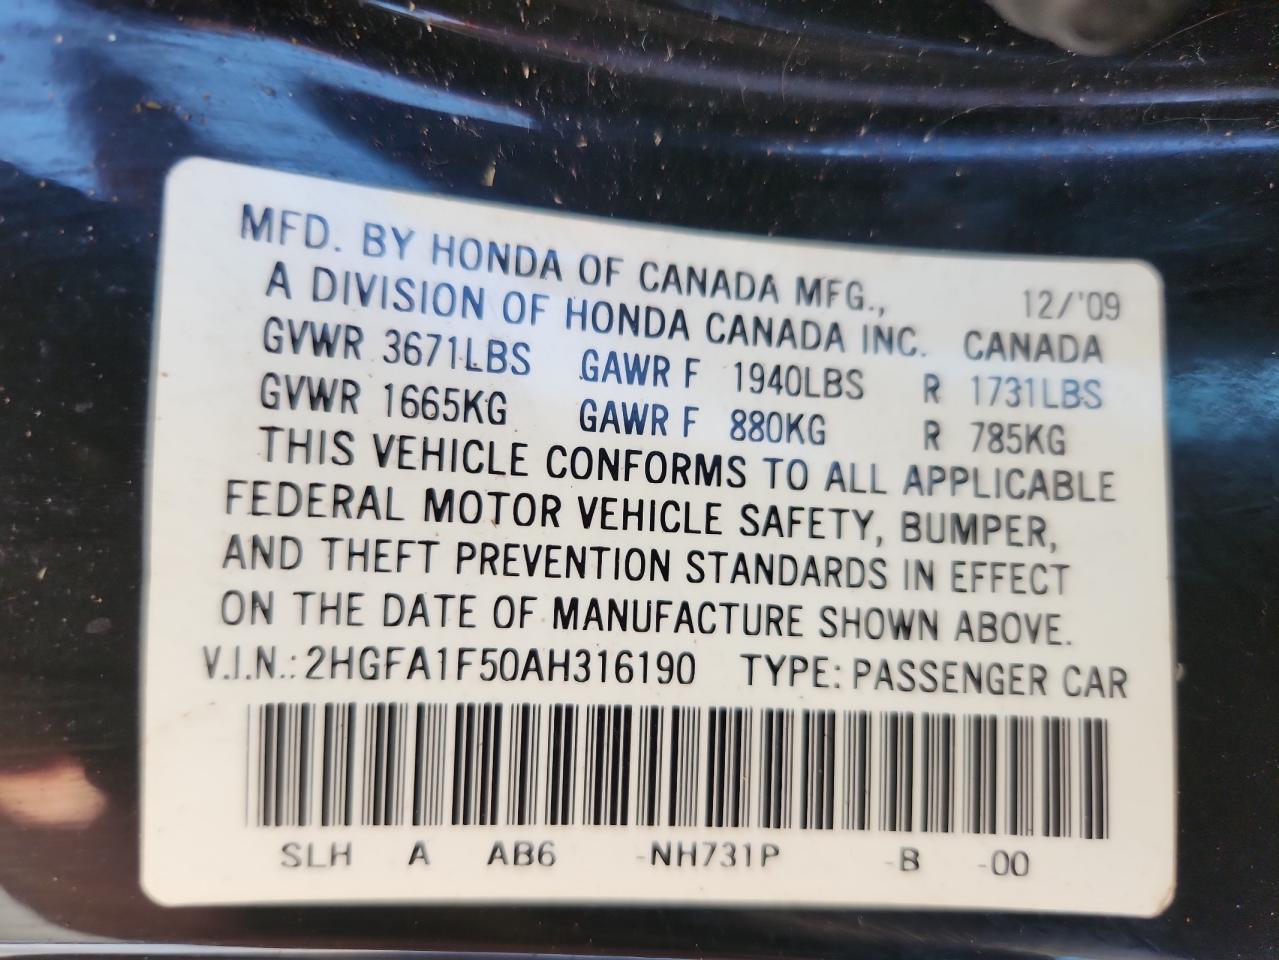 MFD. BY HONDA OF CANADA MFG., 12/'09
A DIVISION OF HONDA CANADA INC. CANADA
GVWR 3671LBS GAWR F 1940LBS R 1731LBS
GVWR 1665KG GAWR F 880KG R 785KG
THIS VEHICLE CONFORMS TO ALL APPLICABLE
FEDERAL MOTOR VEHICLE SAFETY, BUMPER,
AND THEFT PREVENTION STANDARDS IN EFFECT
ON THE DATE OF MANUFACTURE SHOWN ABOVE.
V.I.N.: 2HGFA1F50AH316190 TYPE: PASSENGER CAR
SLH A AB6 -NH731P -B -00